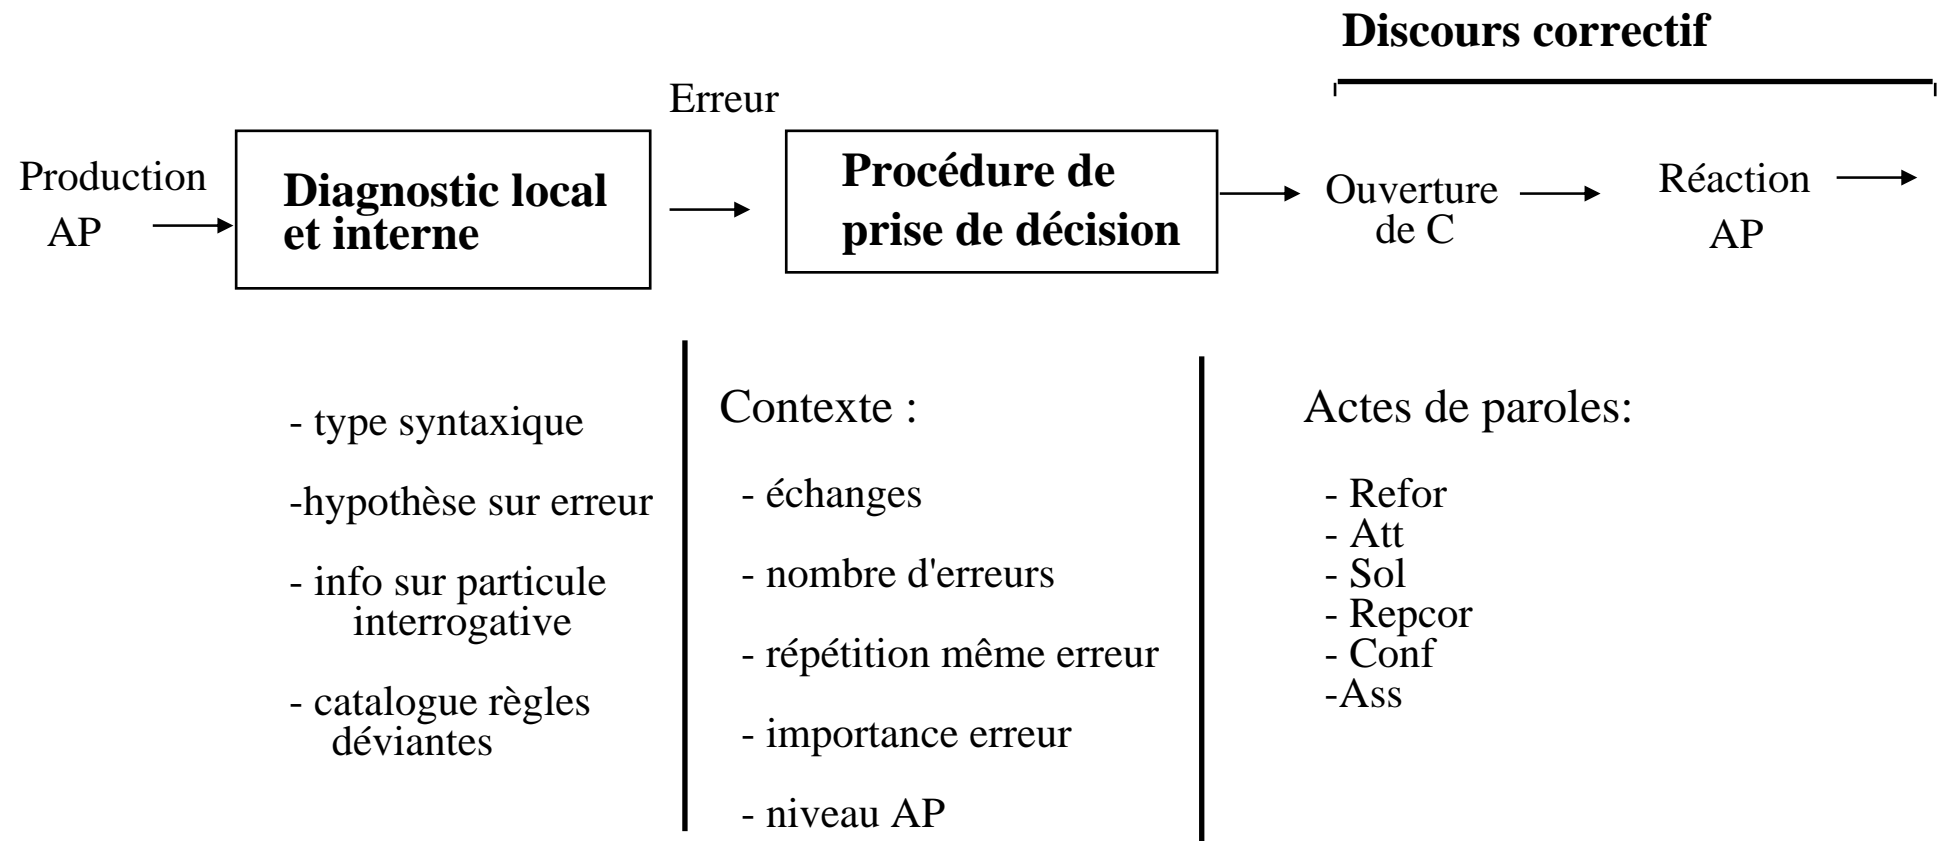 Discours correctif
Erreur
Production
AP
Diagnostic local
et interne
Procédure de
prise de décision
Ouverture
de C
Réaction
AP
- type syntaxique
-hypothèse sur erreur
- info sur particule
interrogative
- catalogue règles
déviantes
Contexte :
- échanges
- nombre d'erreurs
- répétition même erreur
- importance erreur
- niveau AP
Actes de paroles:
- Refor
- Att
- Sol
- Repcor
- Conf
-Ass